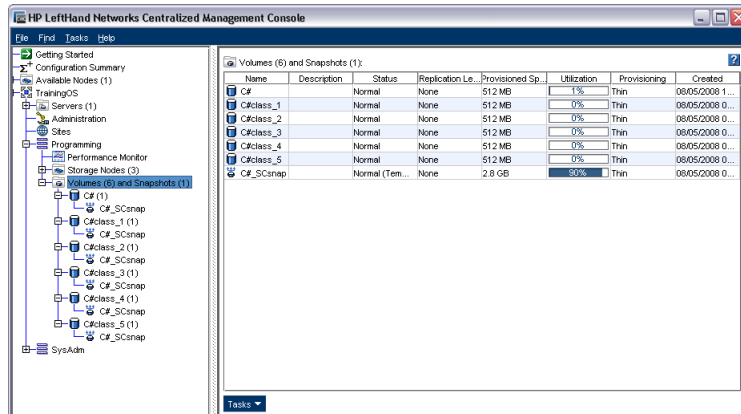 HP LeftHand Networks Centralized Management Console
File Find Tasks Help
Getting Started
Configuration Summary
Available Nodes (1)
TrainingOS
Servers (1)
Administration
Sites
Programming
Performance Monitor
Storage Nodes (3)
Volumes (6) and Snapshots (1)
C# (1)
C#_SCsnap
C#class_1 (1)
C#_SCsnap
C#class_2 (1)
C#_SCsnap
C#class_3 (1)
C#_SCsnap
C#class_4 (1)
C#_SCsnap
C#class_5 (1)
C#_SCsnap
SysAdm
Volumes (6) and Snapshots (1):
?
Name Description Status Replication Le... Provisioned Sp... Utilization Provisioning Created
C# Normal None 512 MB 1% Thin 08/05/2008 1...
C#class_1 Normal None 512 MB 0% Thin 08/05/2008 0...
C#class_2 Normal None 512 MB 0% Thin 08/05/2008 0...
C#class_3 Normal None 512 MB 0% Thin 08/05/2008 0...
C#class_4 Normal None 512 MB 0% Thin 08/05/2008 0...
C#class_5 Normal None 512 MB 0% Thin 08/05/2008 0...
C#_SCsnap Normal (Tem... None 2.8 GB 90% Thin 08/05/2008 0...
Tasks